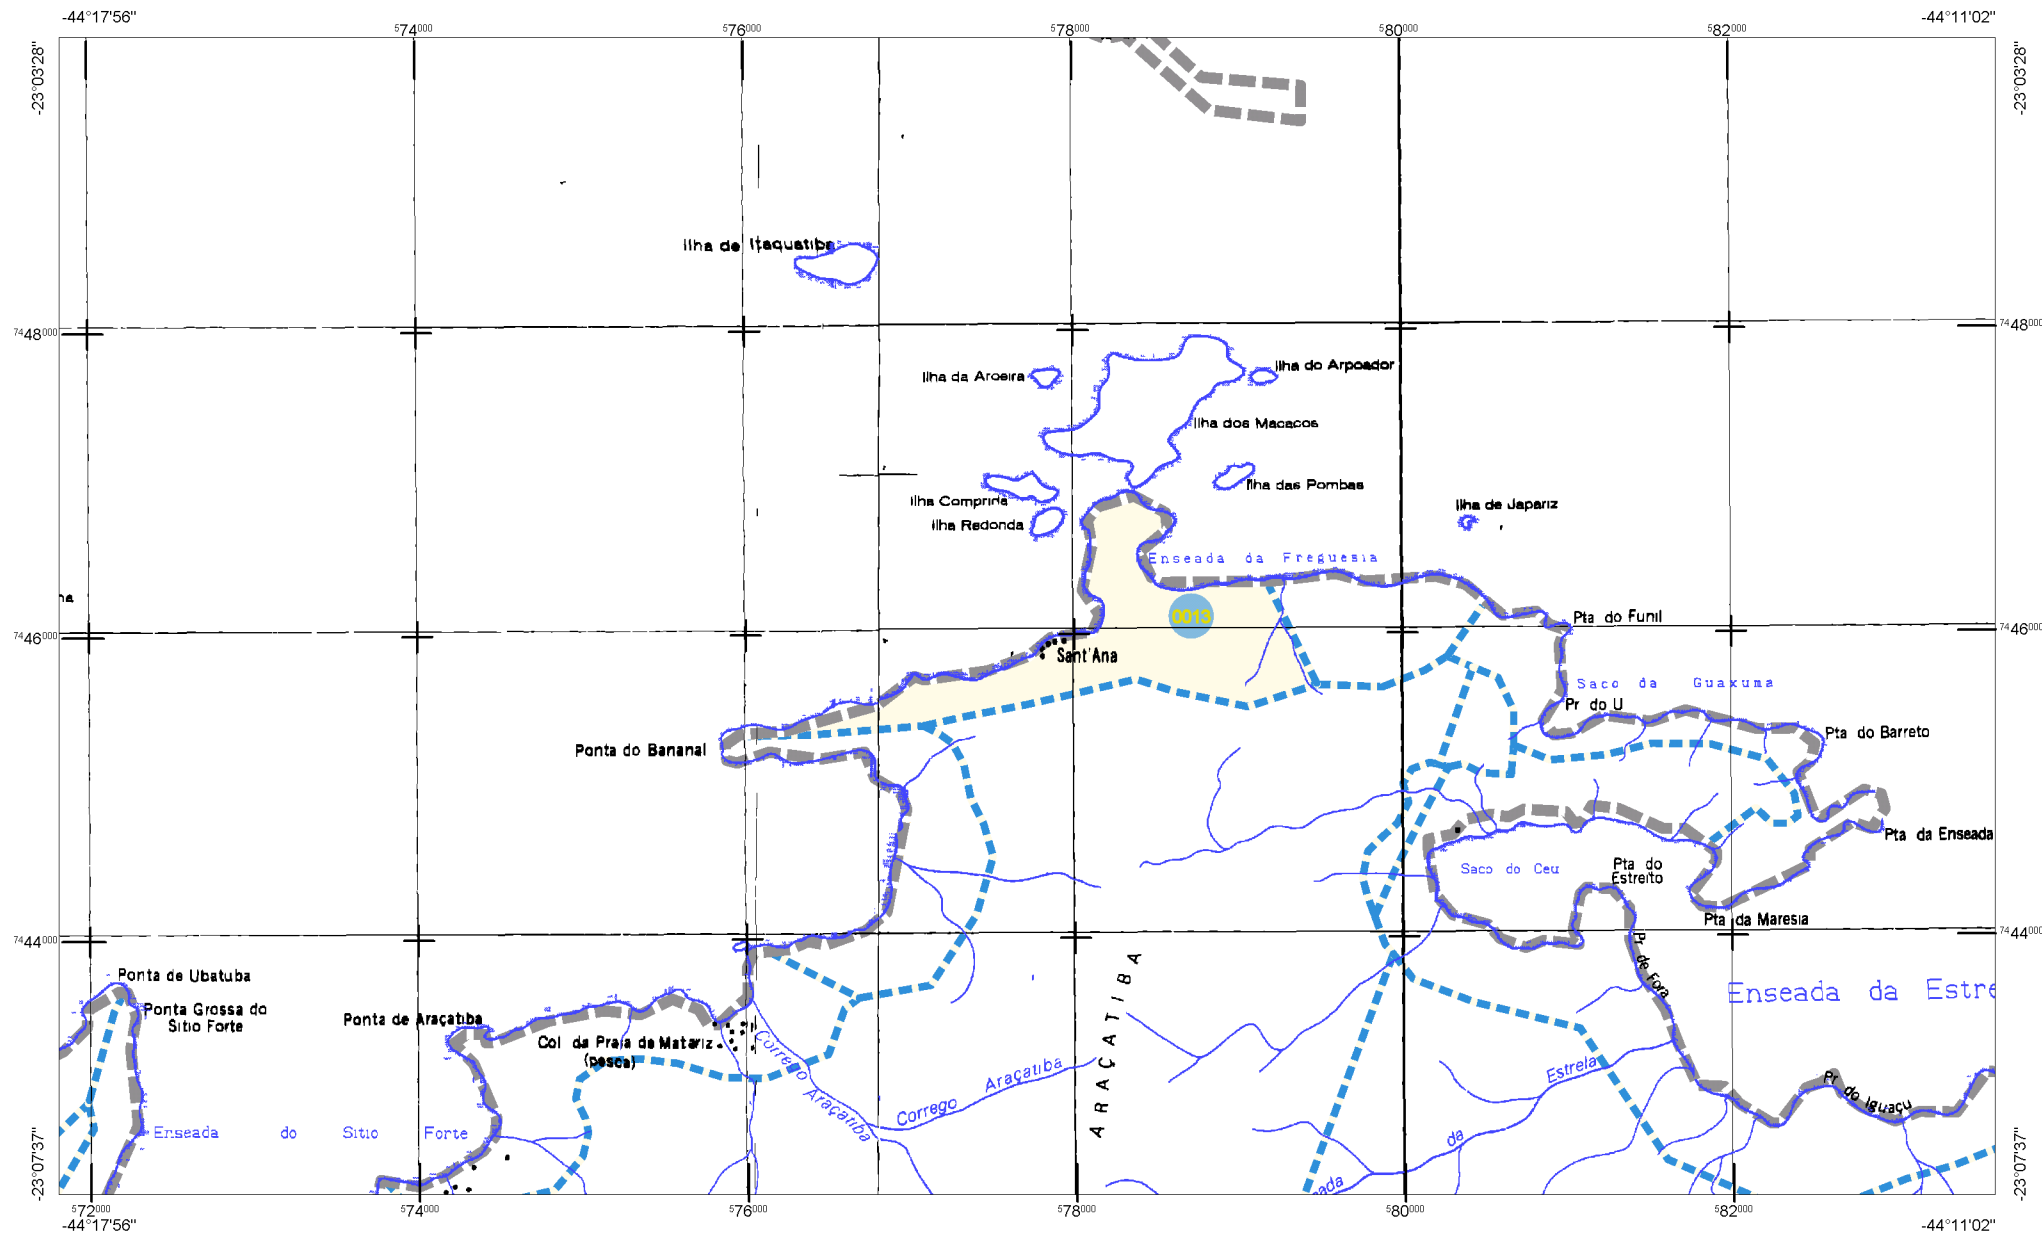 -44°17'56"
-44°11'02"
574000
576000
578000
580000
582000
-23°03'28"
-23°03'28"
Ilha de Itaquatiba
7448000
7448000
Ilha da Aroeira
Ilha do Arpoador
Ilha dos Macacos
Ilha Comprida
Ilha das Pombas
Ilha Redonda
Ilha de Japariz
Enseada da Freguesia
na
0013
Pta do Funil
7446000
7446000
Sant'Ana
Saco da Guaxuma
Pr do U
Ponta do Bananal
Pta do Barreto
Pta da Enseada
Saco do Ceu
Pta do
Estreito
Pta da Maresia
7444000
7444000
Pr de Fora
ARAÇATIBA
Ponta de Ubatuba
Enseada da Estre
Ponta Grossa do
Sitio Forte
Ponta de Araçatiba
Col da Praia de Matariz
(pesca)
Corrego Araçatiba
Corrego Araçatiba
Estrela
da
ada
Pr do Iguaçu
Enseada do Sitio Forte
-23°07'37"
-23°07'37"
572000
574000
576000
578000
580000
582000
-44°17'56"
-44°11'02"